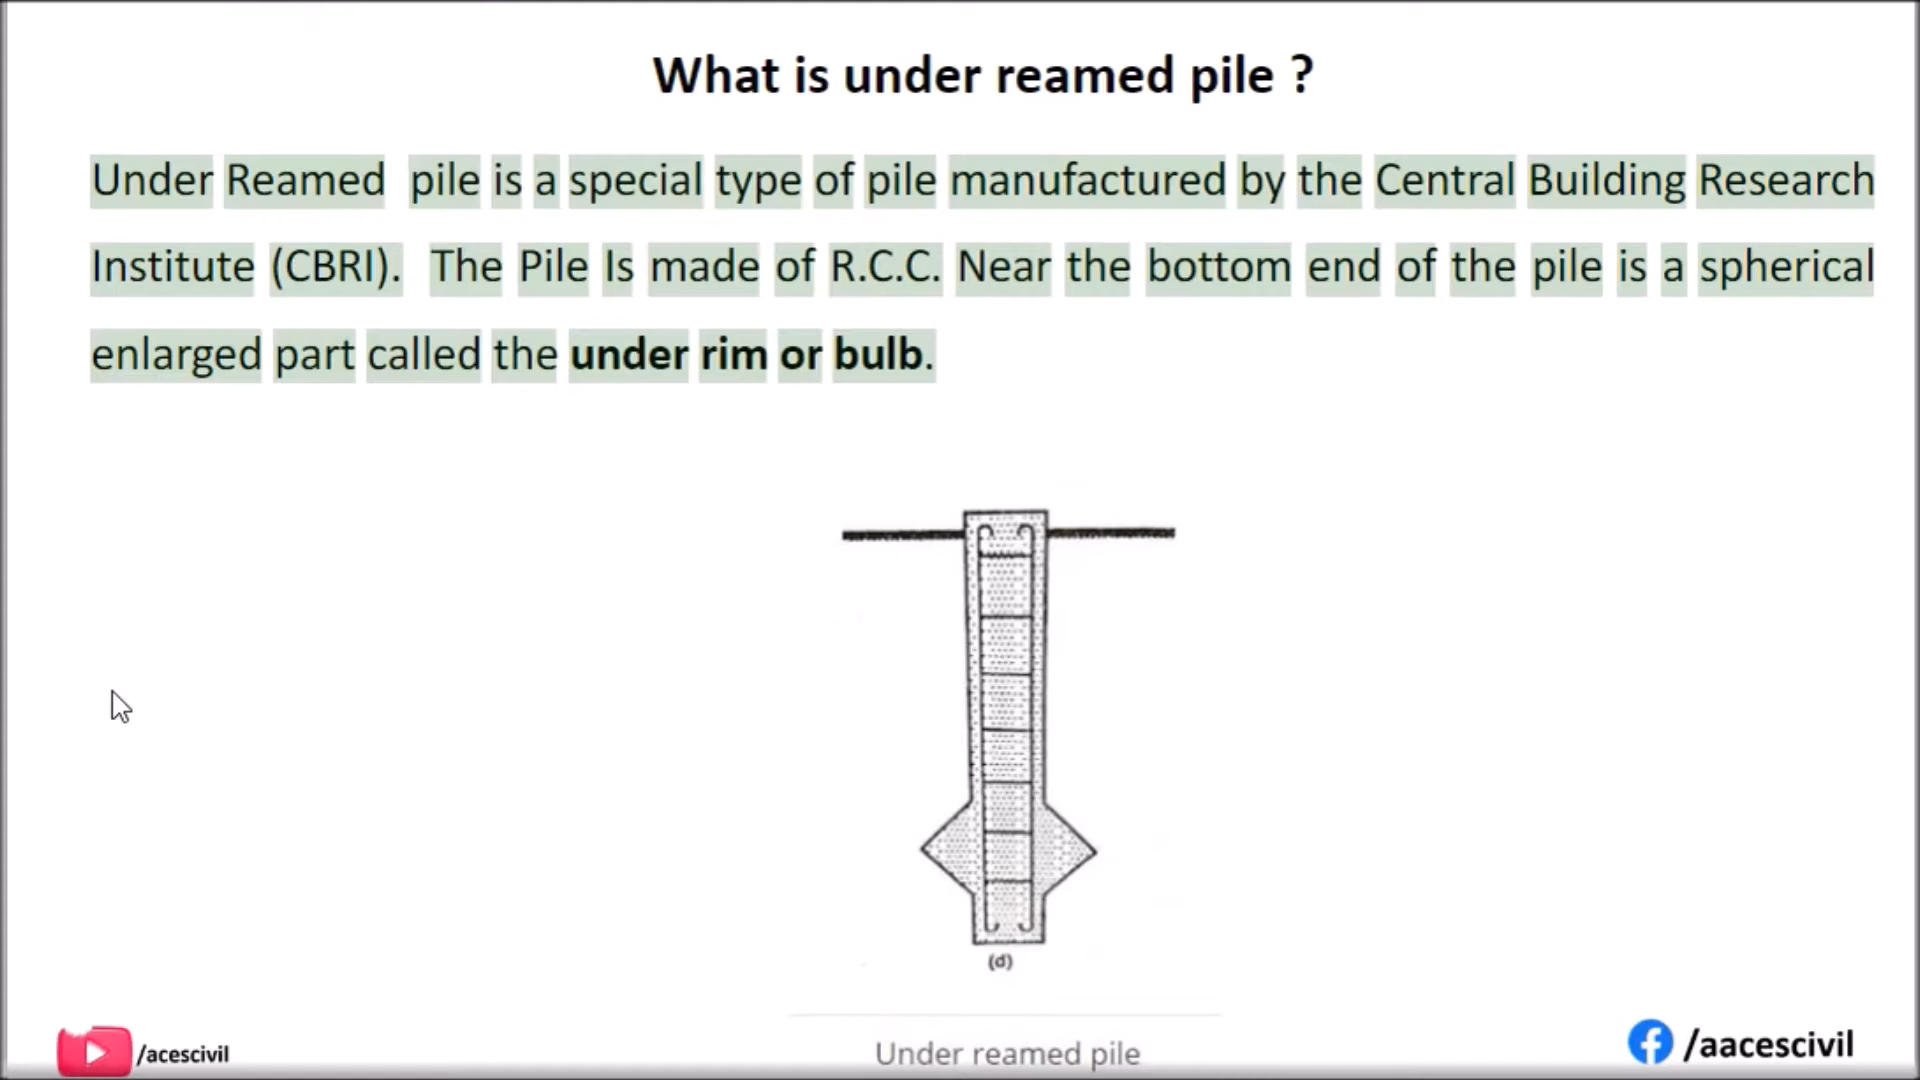 What is under reamed pile ?
Under Reamed pile is a special type of pile manufactured by the Central Building Research
Institute (CBRI). The Pile Is made of R.C.C. Near the bottom end of the pile is a spherical
enlarged part called the under rim or bulb.
(d)
Under reamed pile
/acescivil
/aacescivil